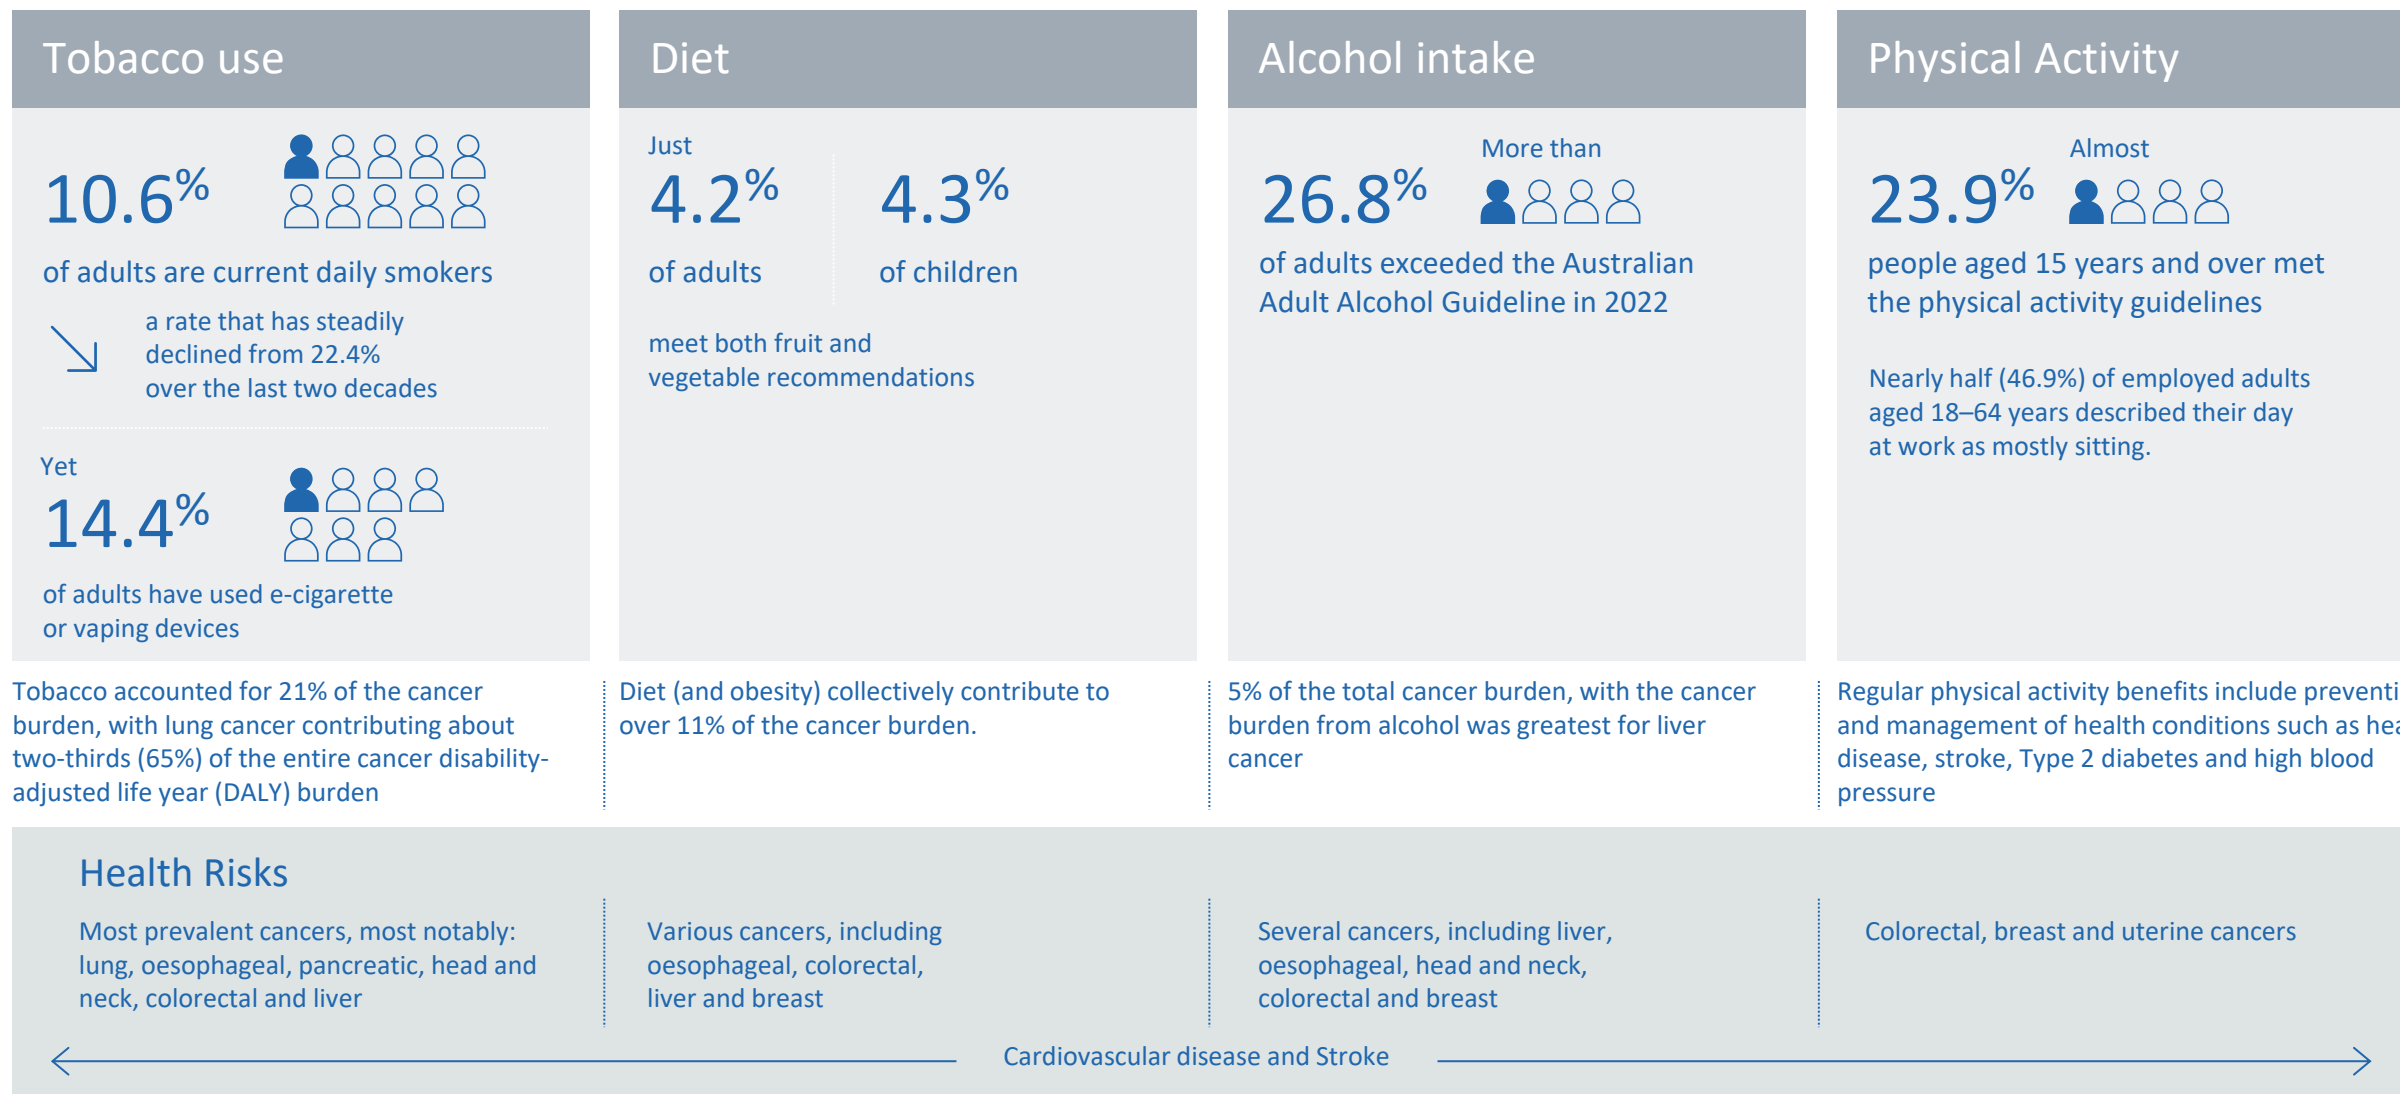 Tobacco use
10.6%
of adults are current daily smokers
a rate that has steadily
declined from 22.4%
over the last two decades
Yet
14.4%
of adults have used e-cigarette
or vaping devices
Tobacco accounted for 21% of the cancer
burden, with lung cancer contributing about
two-thirds (65%) of the entire cancer disability-
adjusted life year (DALY) burden
Diet
Just
4.2%
of adults
4.3%
of children
meet both fruit and
vegetable recommendations
Diet (and obesity) collectively contribute to
over 11% of the cancer burden.
Alcohol intake
26.8%
More than
of adults exceeded the Australian
Adult Alcohol Guideline in 2022
5% of the total cancer burden, with the cancer
burden from alcohol was greatest for liver
cancer
Physical Activity
23.9%
Almost
people aged 15 years and over met
the physical activity guidelines
Nearly half (46.9%) of employed adults
aged 18–64 years described their day
at work as mostly sitting.
Regular physical activity benefits include preventi
and management of health conditions such as hea
disease, stroke, Type 2 diabetes and high blood
pressure
Health Risks
Most prevalent cancers, most notably:
lung, oesophageal, pancreatic, head and
neck, colorectal and liver
Various cancers, including
oesophageal, colorectal,
liver and breast
Several cancers, including liver,
oesophageal, head and neck,
colorectal and breast
Colorectal, breast and uterine cancers
Cardiovascular disease and Stroke